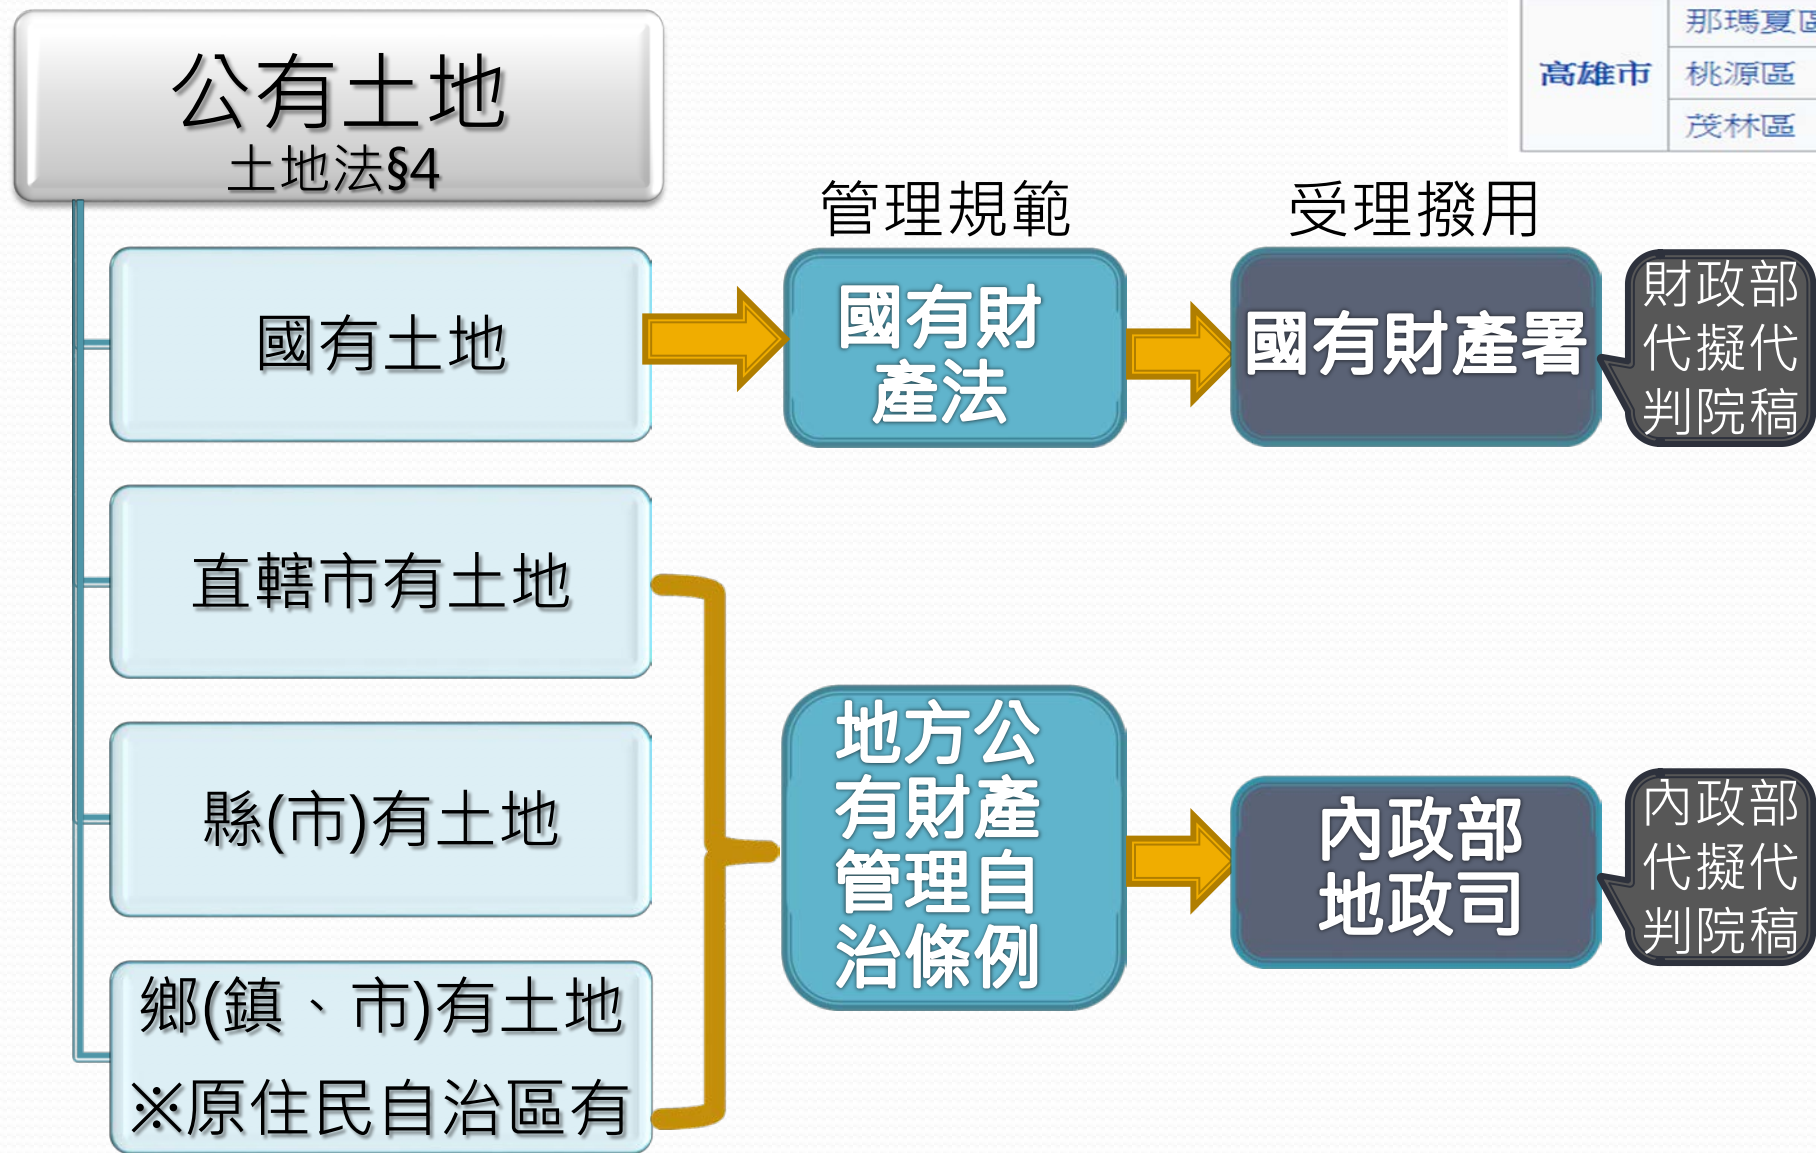 公有土地
土地法§4
那瑪夏區
高雄市
桃源區
茂林區
管理規範
受理撥用
國有土地
國有財
產法
國有財產署
財政部
代擬代
判院稿
直轄市有土地
縣(市)有土地
鄉(鎮、市)有土地
※原住民自治區有
地方公
有財產
管理自
治條例
內政部
地政司
內政部
代擬代
判院稿